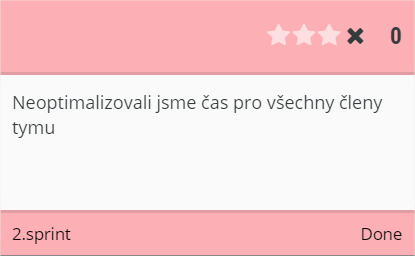 0
Neoptimalizovali jsme čas pro všechny členy
tymu
2.sprint Done